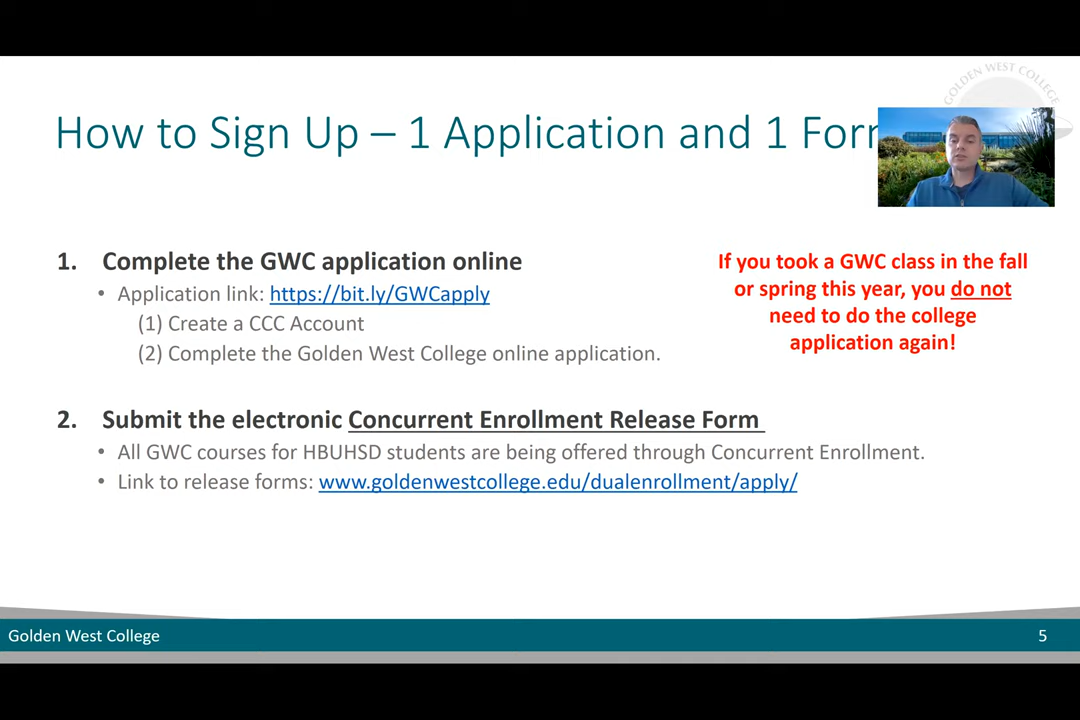 GOLDEN WEST COLLEGE
How to Sign Up – 1 Application and 1
1. Complete the GWC application online
• Application link: https://bit.ly/GWCapply
(1) Create a CCC Account
(2) Complete the Golden West College online application.
If you took a GWC class in the fall
or spring this year, you do not
need to do the college
application again!
2. Submit the electronic Concurrent Enrollment Release Form
• All GWC courses for HBUHSD students are being offered through Concurrent Enrollment.
• Link to release forms: www.goldenwestcollege.edu/dualenrollment/apply/
Golden West College
5